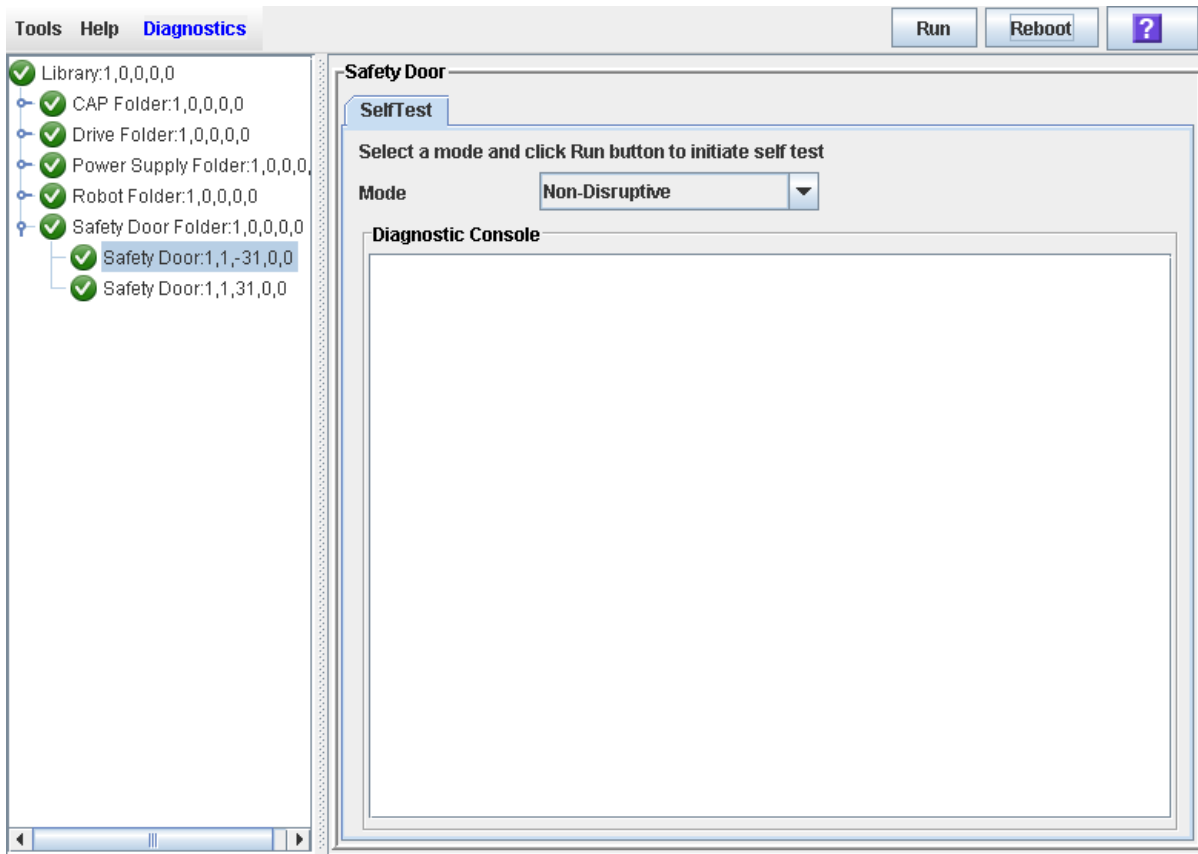 Tools Help Diagnostics
Run Reboot ?
Library:1,0,0,0,0
CAP Folder:1,0,0,0,0
Drive Folder:1,0,0,0,0
Power Supply Folder:1,0,0,0,
Robot Folder:1,0,0,0,0
Safety Door Folder:1,0,0,0,0
Safety Door:1,1,-31,0,0
Safety Door:1,1,31,0,0
Safety Door
SelfTest
Select a mode and click Run button to initiate self test
Mode Non-Disruptive
Diagnostic Console